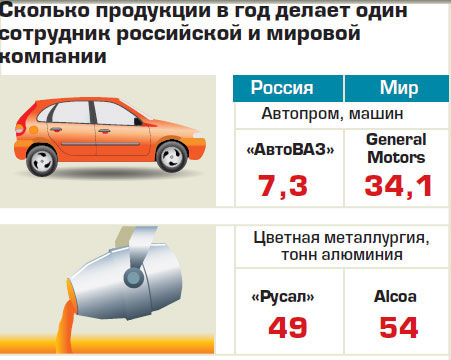 Сколько продукции в год делает один
сотрудник российской и мировой
компании
Россия Мир
Автопром, машин
«АвтоВАЗ» General Motors
7,3 34,1
Цветная металлургия,
тонн алюминия
«Русал» Alcoa
49 54